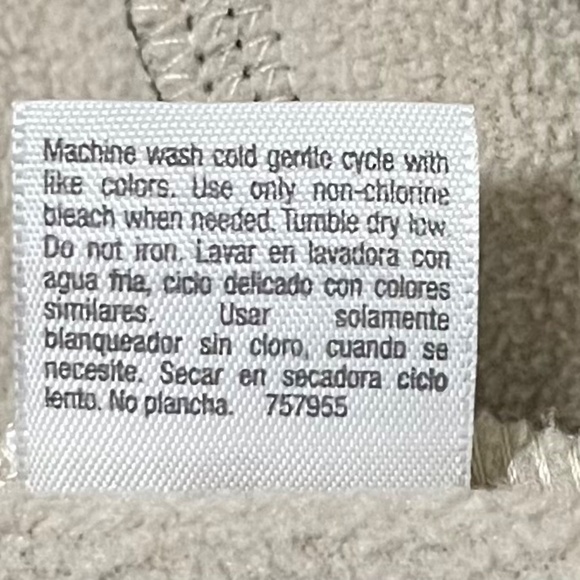 Machine wash cold gentle cycle with
like colors. Use only non-chlorine
bleach when needed. Tumble dry low.
Do not iron. Lavar en lavadora con
agua fria, ciclo delicado con colores
similares. Usar solamente
blanqueador sin cloro, cuando se
necesite. Secar en secadora ciclo
lento. No plancha. 757955